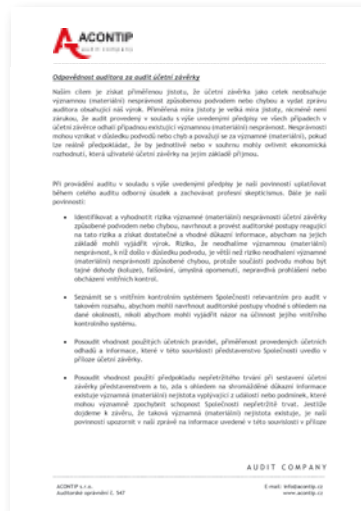 ACONTIP
audit company
Odpovědnost auditora za audit účetní závěrky
Naším cílem je získat přiměřenou jistotu, že účetní závěrka jako celek neobsahuje
významnou (materiální) nesprávnost způsobenou podvodem nebo chybou a vydat zprávu
auditora obsahující náš výrok. Přiměřená míra jistoty je velká míra jistoty, nicméně není
zárukou, že audit provedený v souladu s výše uvedenými předpisy ve všech případech v
účetní závěrce odhalí případnou existující významnou (materiální) nesprávnost. Nesprávnosti
mohou vznikat v důsledku podvodů nebo chyb a považují se za významné (materiální), pokud
lze reálně předpokládat, že by jednotlivě nebo v souhrnu mohly ovlivnit ekonomická
rozhodnutí, která uživatelé účetní závěrky na jejím základě přijmou.
Při provádění auditu v souladu s výše uvedenými předpisy je naší povinností uplatňovat
během celého auditu odborný úsudek a zachovávat profesní skepticismus. Dále je naší
povinností:
• Identifikovat a vyhodnotit rizika významné (materiální) nesprávnosti účetní závěrky
způsobené podvodem nebo chybou, navrhnout a provést auditorské postupy reagující
na tato rizika a získat dostatečné a vhodné důkazní informace, abychom na jejich
základě mohli vyjádřit výrok. Riziko, že neodhalíme významnou (materiální)
nesprávnost, k níž došlo v důsledku podvodu, je větší než riziko neodhalení významné
(materiální) nesprávnosti způsobené chybou, protože součástí podvodu mohou být
tajné dohody (koluze), falšování, úmyslná opomenutí, nepravdivá prohlášení nebo
obcházení vnitřních kontrol.
• Seznámit se s vnitřním kontrolním systémem Společnosti relevantním pro audit v
takovém rozsahu, abychom mohli navrhnout auditorské postupy vhodné s ohledem na
dané okolnosti, nikoli abychom mohli vyjádřit názor na účinnost jejího vnitřního
kontrolního systému.
• Posoudit vhodnost použitých účetních pravidel, přiměřenost provedených účetních
odhadů a informace, které v této souvislosti představenstvo Společnosti uvedlo v
příloze účetní závěrky.
• Posoudit vhodnost použití předpokladu nepřetržitého trvání při sestavení účetní
závěrky představenstvem a to, zda s ohledem na shromážděné důkazní informace
existuje významná (materiální) nejistota vyplývající z událostí nebo podmínek, které
mohou významně zpochybnit schopnost Společnosti nepřetržitě trvat. Jestliže
dojdeme k závěru, že taková významná (materiální) nejistota existuje, je naší
povinností upozornit v naší zprávě na informace uvedené v této souvislosti v příloze
AUDIT COMPANY
ACONTIP s.r.o.
Auditorské oprávnění č. 547
E-mail: info@acontip.cz
www.acontip.cz